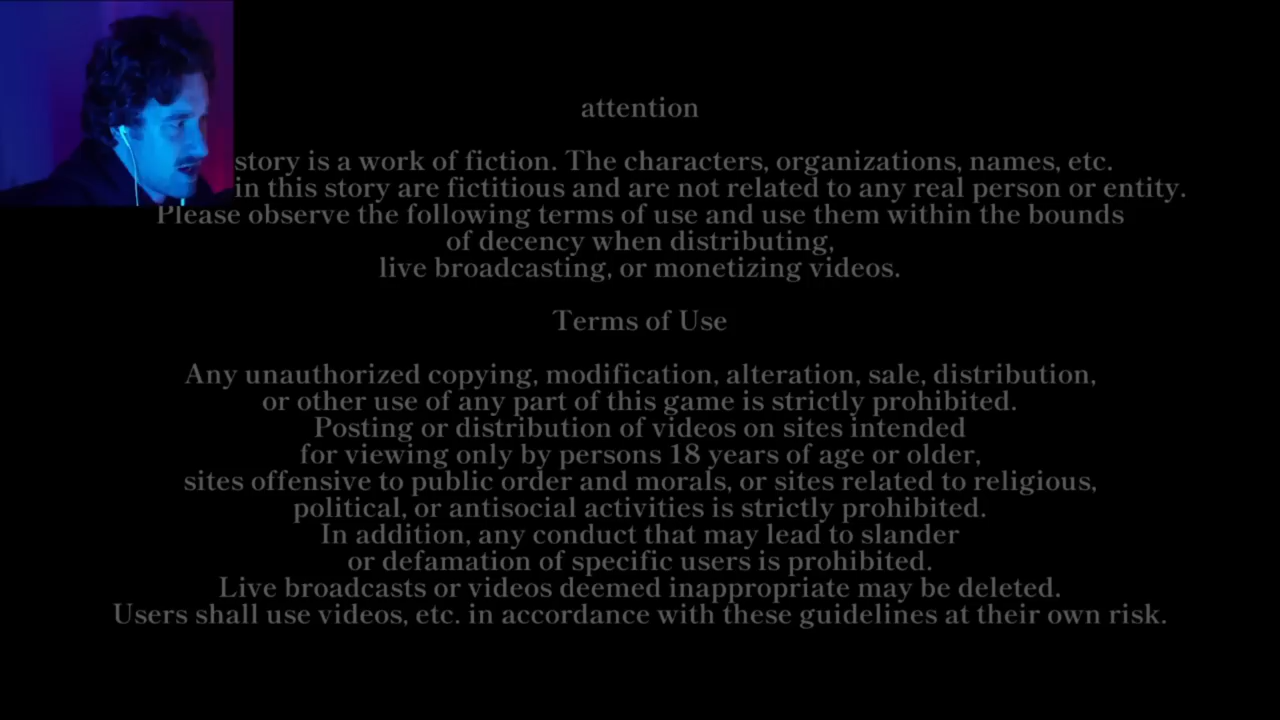 attention
story is a work of fiction. The characters, organizations, names, etc.
in this story are fictitious and are not related to any real person or entity.
Please observe the following terms of use and use them within the bounds
of decency when distributing,
live broadcasting, or monetizing videos.
Terms of Use
Any unauthorized copying, modification, alteration, sale, distribution,
or other use of any part of this game is strictly prohibited.
Posting or distribution of videos on sites intended
for viewing only by persons 18 years of age or older,
sites offensive to public order and morals, or sites related to religious,
political, or antisocial activities is strictly prohibited.
In addition, any conduct that may lead to slander
or defamation of specific users is prohibited.
Live broadcasts or videos deemed inappropriate may be deleted.
Users shall use videos, etc. in accordance with these guidelines at their own risk.